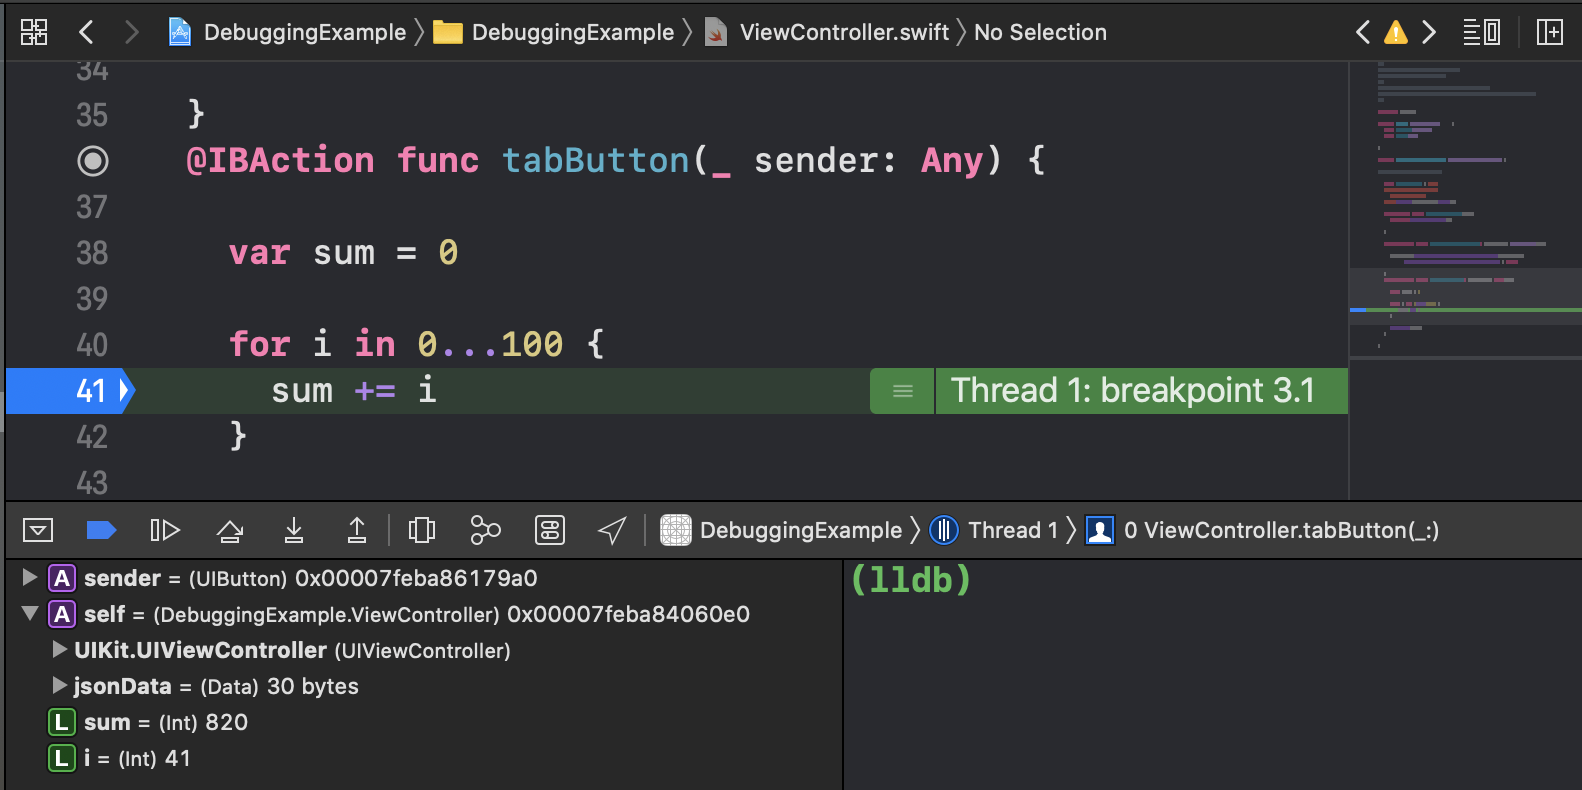 DebuggingExample DebuggingExample ViewController.swift No Selection
34
35 }
@IBAction func tabButton(_ sender: Any) {
37
38 var sum = 0
39
40 for i in 0...100 {
41 sum += i Thread 1: breakpoint 3.1
42 }
43
DebuggingExample Thread 1 0 ViewController.tabButton(_:)
A sender = (UIButton) 0x00007feba86179a0
A self = (DebuggingExample.ViewController) 0x00007feba84060e0
UIKit.UIViewController (UIViewController)
jsonData = (Data) 30 bytes
L sum = (Int) 820
L i = (Int) 41
(lldb)